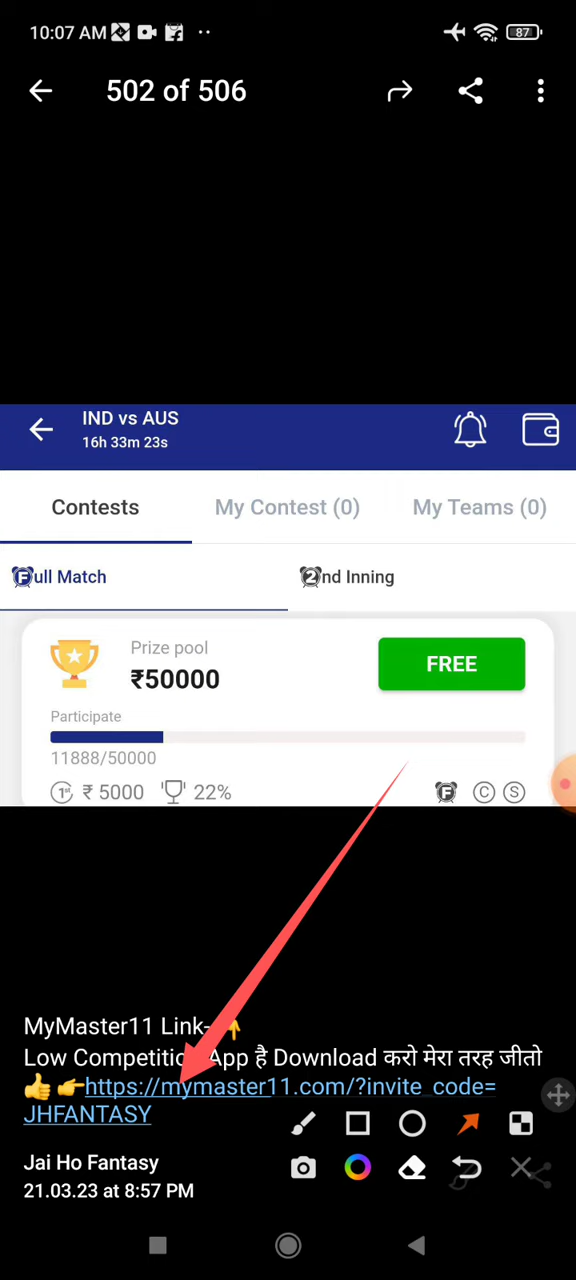 10:07 AM
87
502 of 506
IND vs AUS
16h 33m 23s
Contests
My Contest (0)
My Teams (0)
Full Match
2nd Inning
Prize pool
₹50000
FREE
Participate
11888/50000
1st ₹ 5000 22%
F C S
MyMaster11 Link-
Low Competition App है Download करो मेरा तरह जीतो
👍 👉https://mymaster11.com/?invite_code=
JHFANTASY
Jai Ho Fantasy
21.03.23 at 8:57 PM